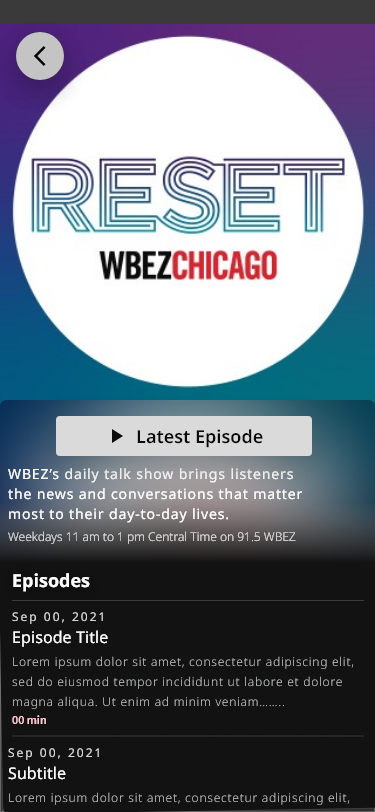 RESET
WBEZCHICAGO
Latest Episode
WBEZ's daily talk show brings listeners
the news and conversations that matter
most to their day-to-day lives.
Weekdays 11 am to 1 pm Central Time on 91.5 WBEZ
Episodes
Sep 00, 2021
Episode Title
Lorem ipsum dolor sit amet, consectetur adipiscing elit,
sed do eiusmod tempor incididunt ut labore et dolore
magna aliqua. Ut enim ad minim veniam........
00 min
Sep 00, 2021
Subtitle
Lorem ipsum dolor sit amet, consectetur adipiscing elit,